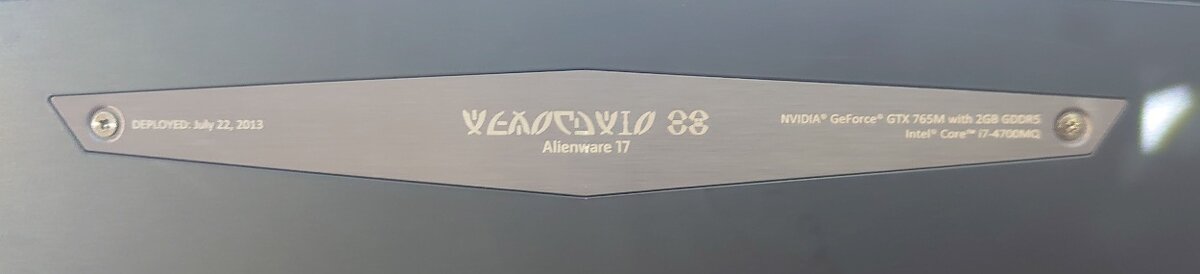 DEPLOYED: July 22, 2013
Alienware 17
NVIDIA® GeForce® GTX 765M with 2GB GDDR5
Intel® Core™ i7-4700MQ